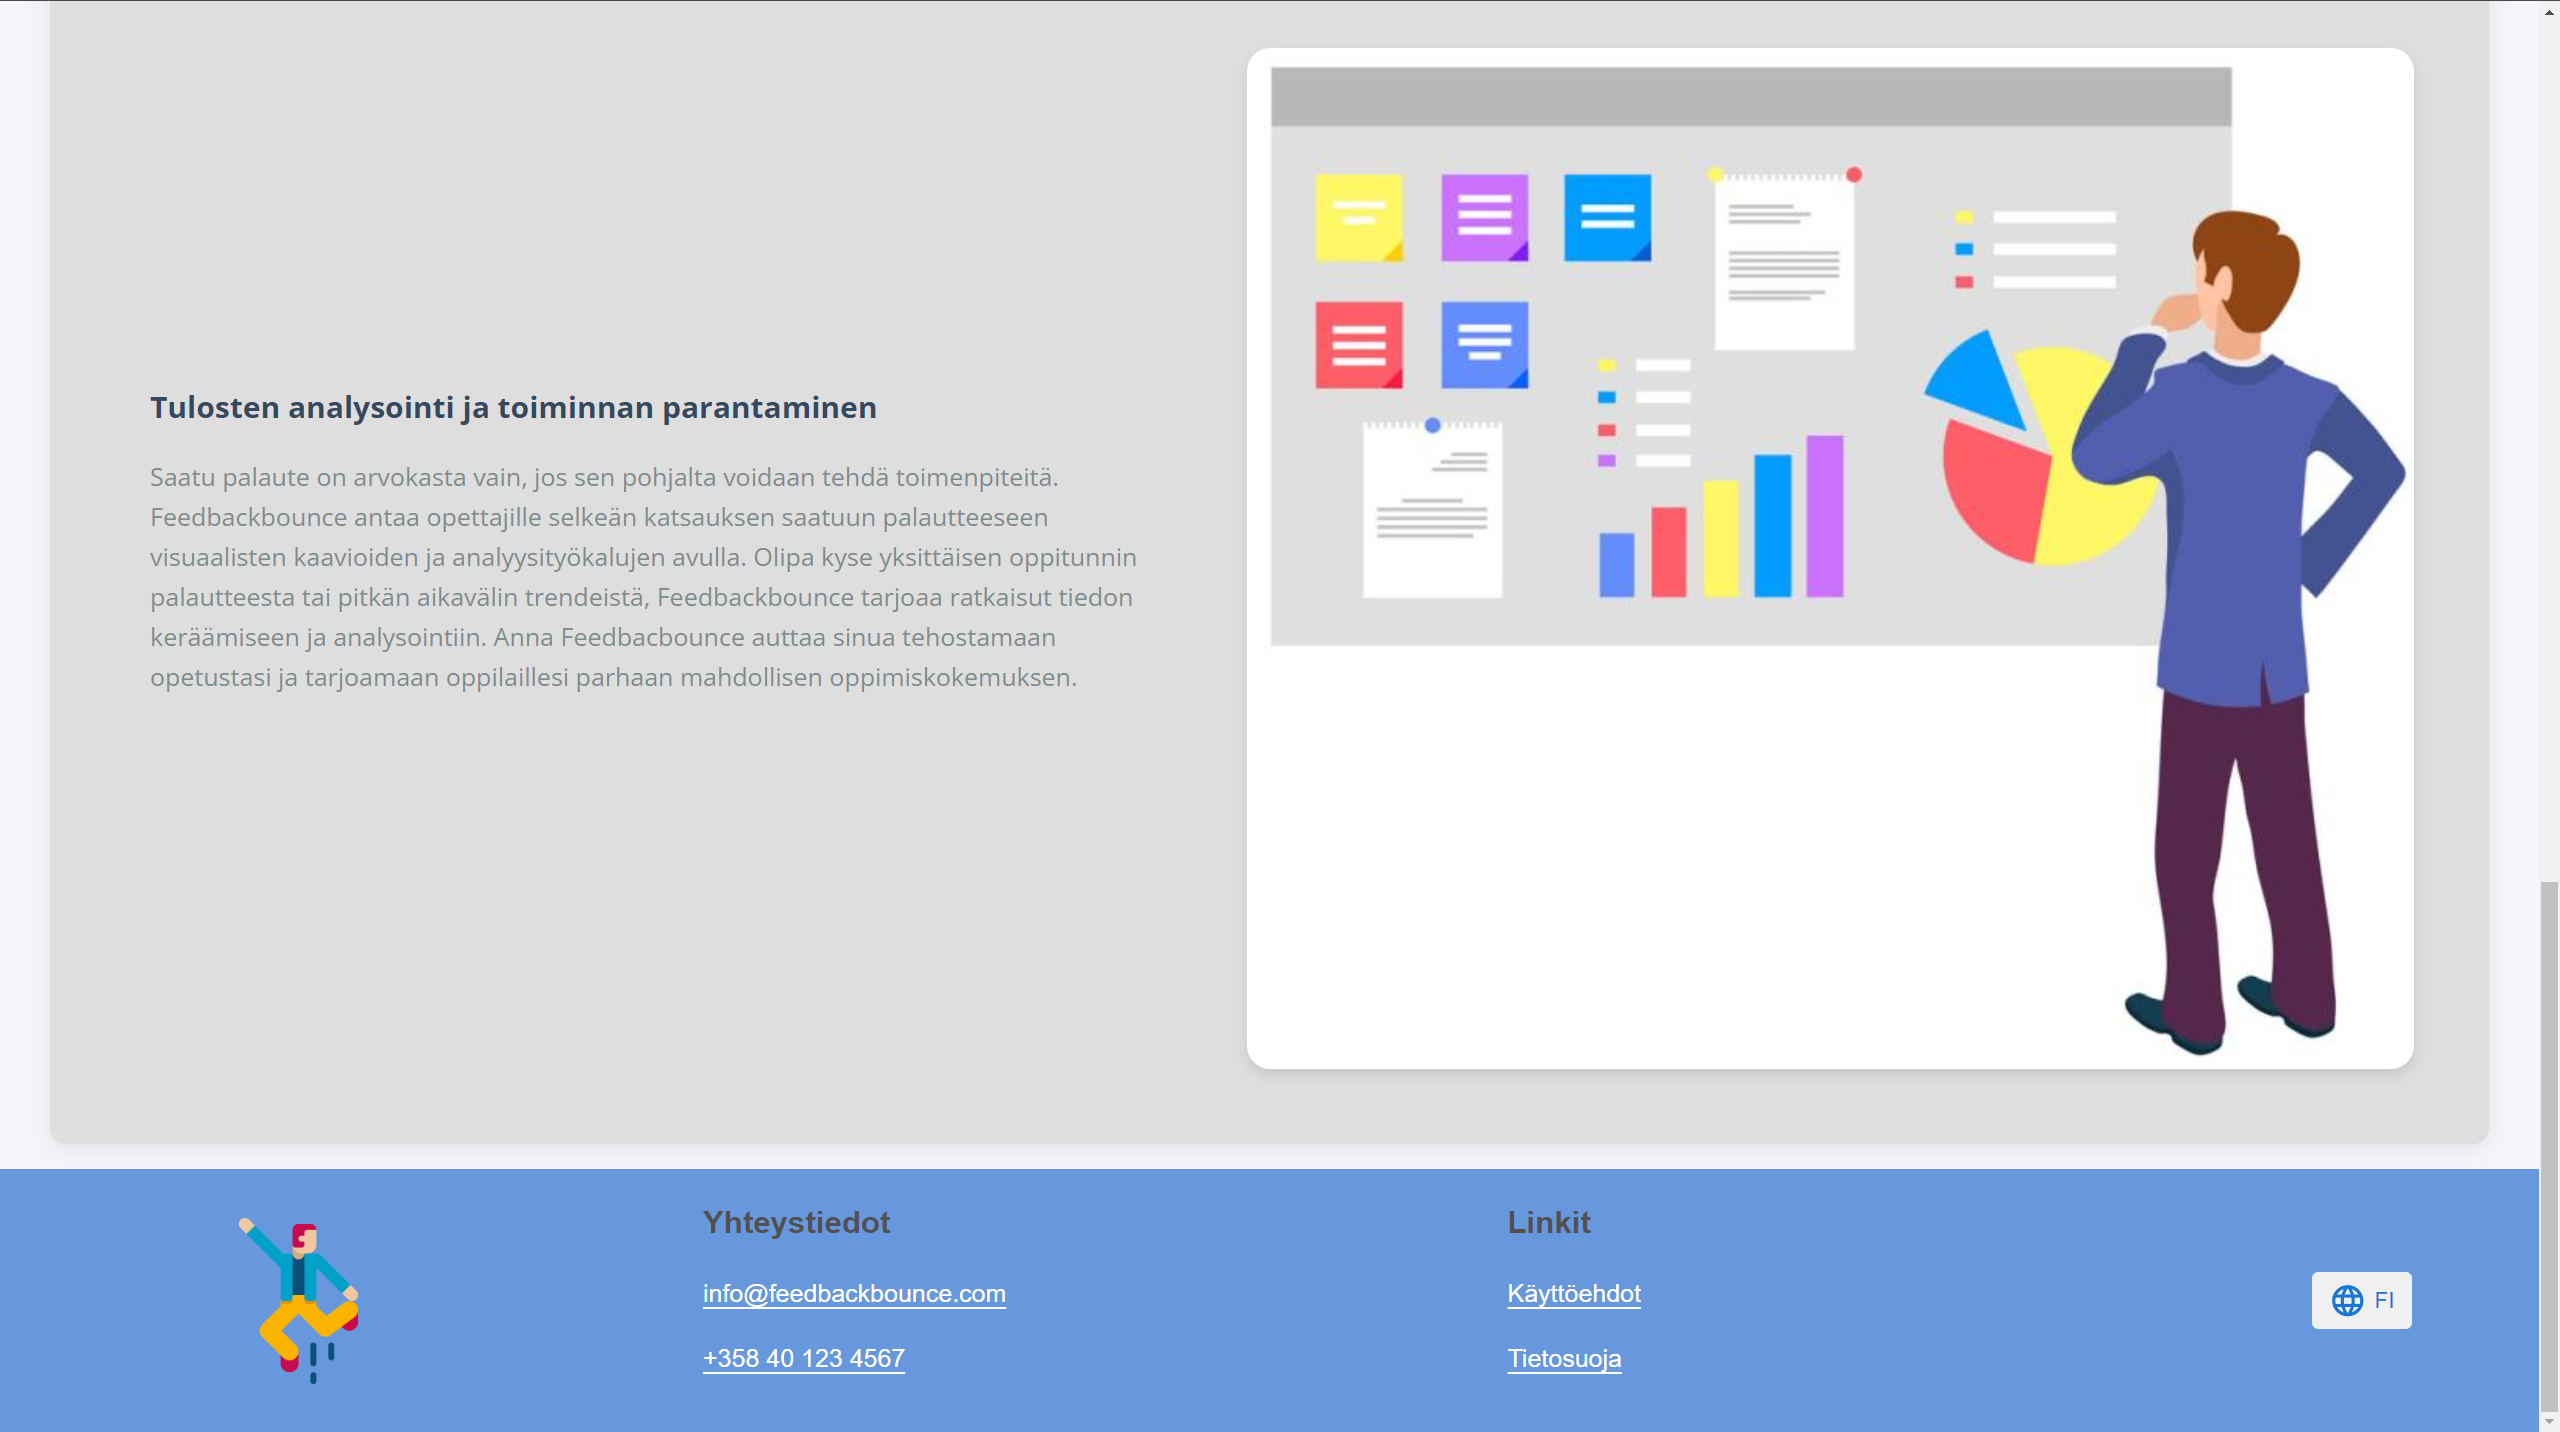 Tulosten analysointi ja toiminnan parantaminen
Saatu palaute on arvokasta vain, jos sen pohjalta voidaan tehdä toimenpiteitä.
Feedbackbounce antaa opettajille selkeän katsauksen saatuun palautteeseen
visuaalisten kaavioiden ja analyysityökalujen avulla. Olipa kyse yksittäisen oppitunnin
palautteesta tai pitkän aikavälin trendeistä, Feedbackbounce tarjoaa ratkaisut tiedon
keräämiseen ja analysointiin. Anna Feedbacbounce auttaa sinua tehostamaan
opetustasi ja tarjoamaan oppilaillesi parhaan mahdollisen oppimiskokemuksen.
Yhteystiedot
info@feedbackbounce.com
+358 40 123 4567
Linkit
Käyttöehdot
Tietosuoja
FI